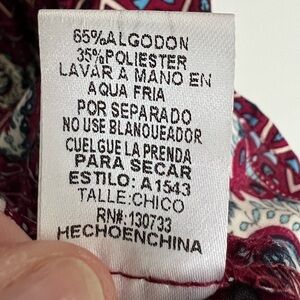 65%ALGODON
35%POLIESTER
LAVAR A MANO EN
AQUA FRIA
POR SEPARADO
NO USE BLANQUEADOR
CUELGUE LA PRENDA
PARA SECAR
ESTILO: A1543
TALLE:CHICO
RN#:130733
HECHOENCHINA